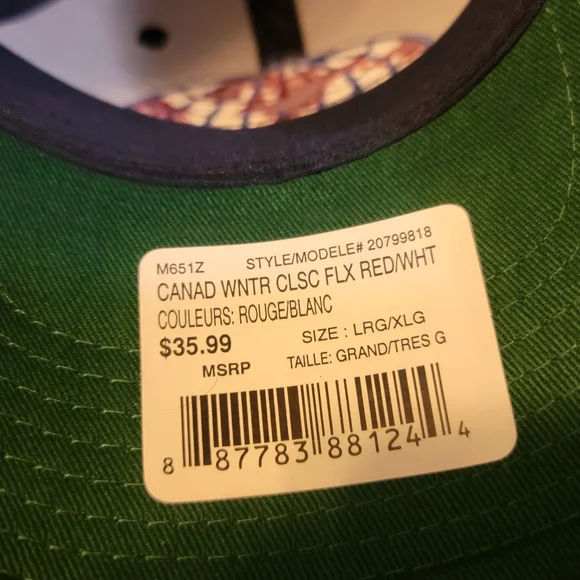 M651Z STYLE/MODELE# 20799818
CANAD WNTR CLSC FLX RED/WHT
COULEURS: ROUGE/BLANC
SIZE : LRG/XLG
$35.99
MSRP
TAILLE: GRAND/TRES G
8 87783 88124 4